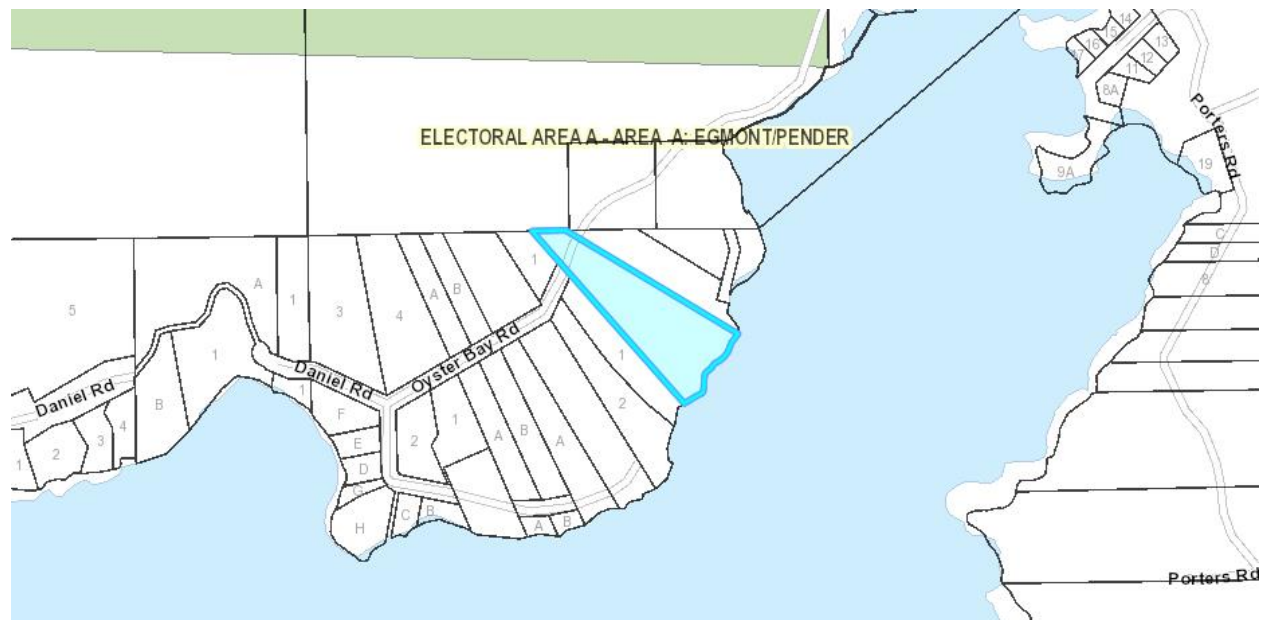 1
14
15
16
13
17
12
11
8A
Porters Rd
ELECTORAL AREA A - AREA A: EGMONT/PENDER
9A
19
C
D
8
1
A
B
A
1
3
4
5
1
Oyster Bay Rd
1
Daniel Rd
Daniel Rd
1
2
B
F
2
1
4
3
2
1
E
A
B
A
D
G
H
C
B
A
B
Porters Rd